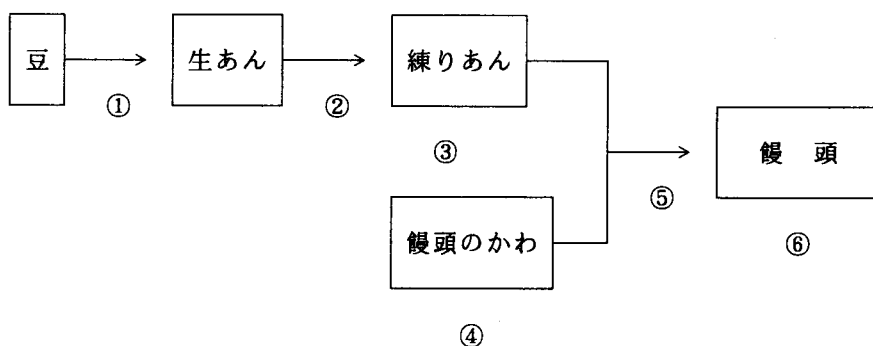 豆
生あん
練りあん
①
②
③
饅 頭
⑤
饅頭のかわ
⑥
④